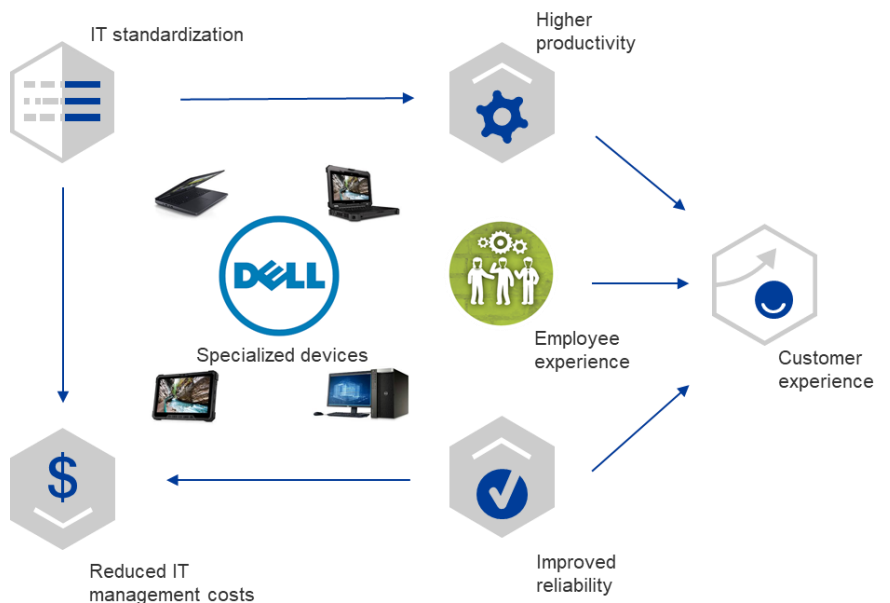 IT standardization
Higher
productivity
DELL
Specialized devices
Employee
experience
Customer
experience
$
Reduced IT
management costs
Improved
reliability